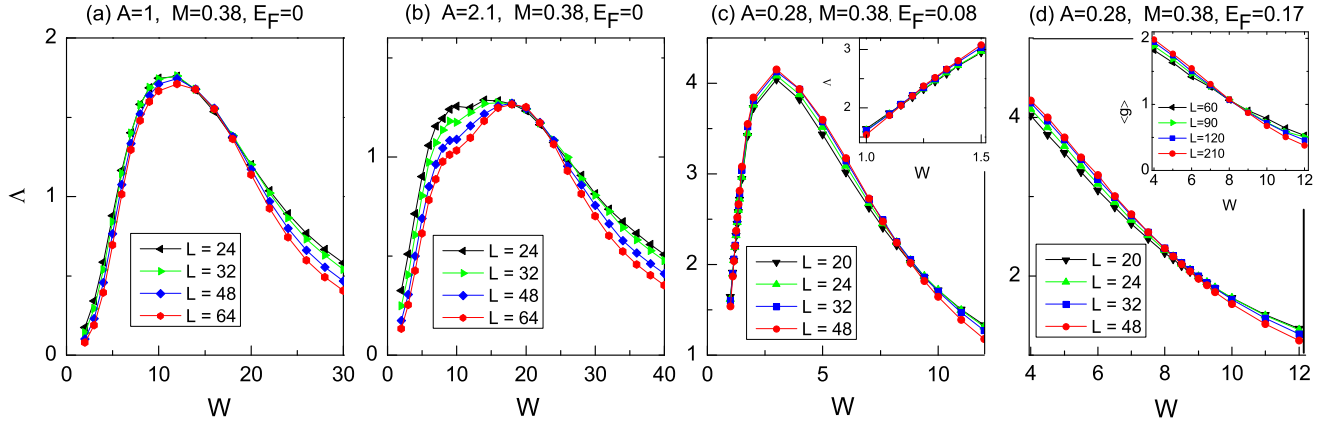 (a) A=1, M=0.38, E_F=0
2
1
0
Λ
0 10 20 30
W
L = 24
L = 32
L = 48
L = 64
(b) A=2.1, M=0.38, E_F=0
1
0
0 10 20 30 40
W
L = 24
L = 32
L = 48
L = 64
(c) A=0.28, M=0.38, E_F=0.08
4
3
2
1
0 5 10
W
L = 20
L = 24
L = 32
L = 48
3
2
Λ
1.0 1.5
W
(d) A=0.28, M=0.38, E_F=0.17
4
2
4 6 8 10 12
W
L = 20
L = 24
L = 32
L = 48
2
1
0
<g>
4 6 8 10 12
W
L=60
L=90
L=120
L=210